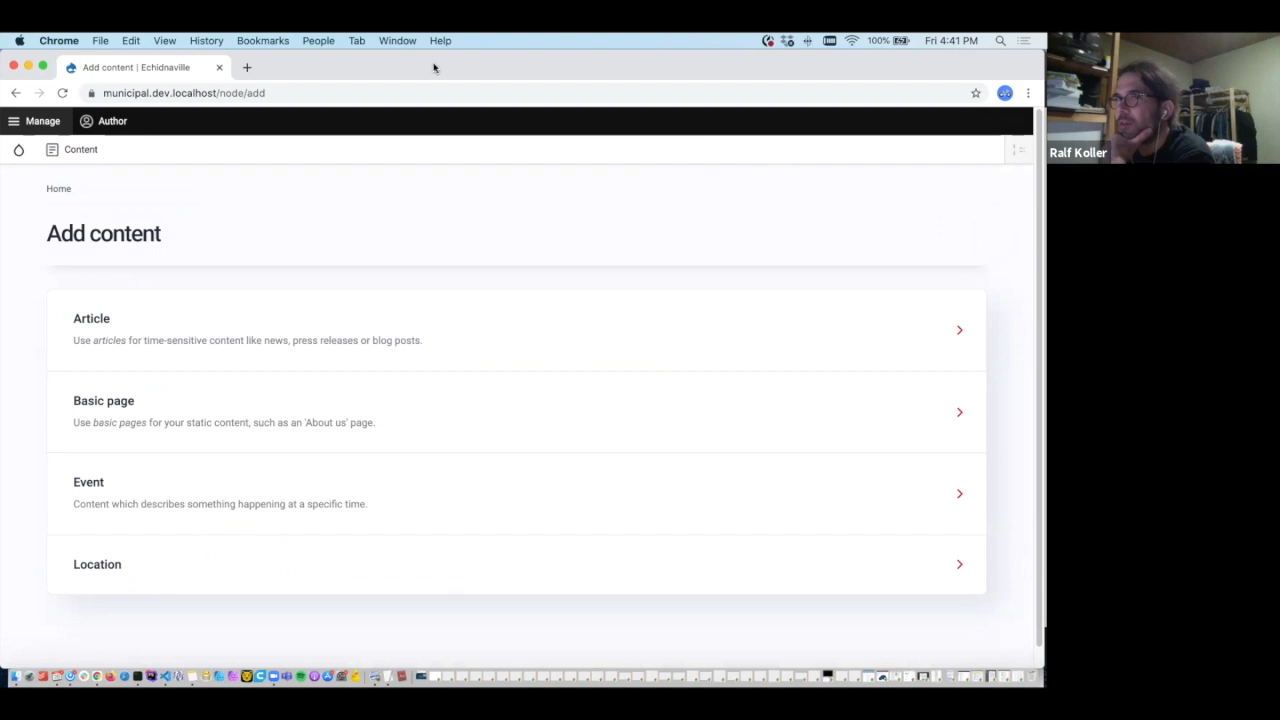 Chrome File Edit View History Bookmarks People Tab Window Help 100% Fri 4:41 PM
Add content | Echidnaville
municipal.dev.localhost/node/add
Manage Author
Content
Ralf Koller
Home
Add content
Article
Use articles for time-sensitive content like news, press releases or blog posts.
Basic page
Use basic pages for your static content, such as an 'About us' page.
Event
Content which describes something happening at a specific time.
Location